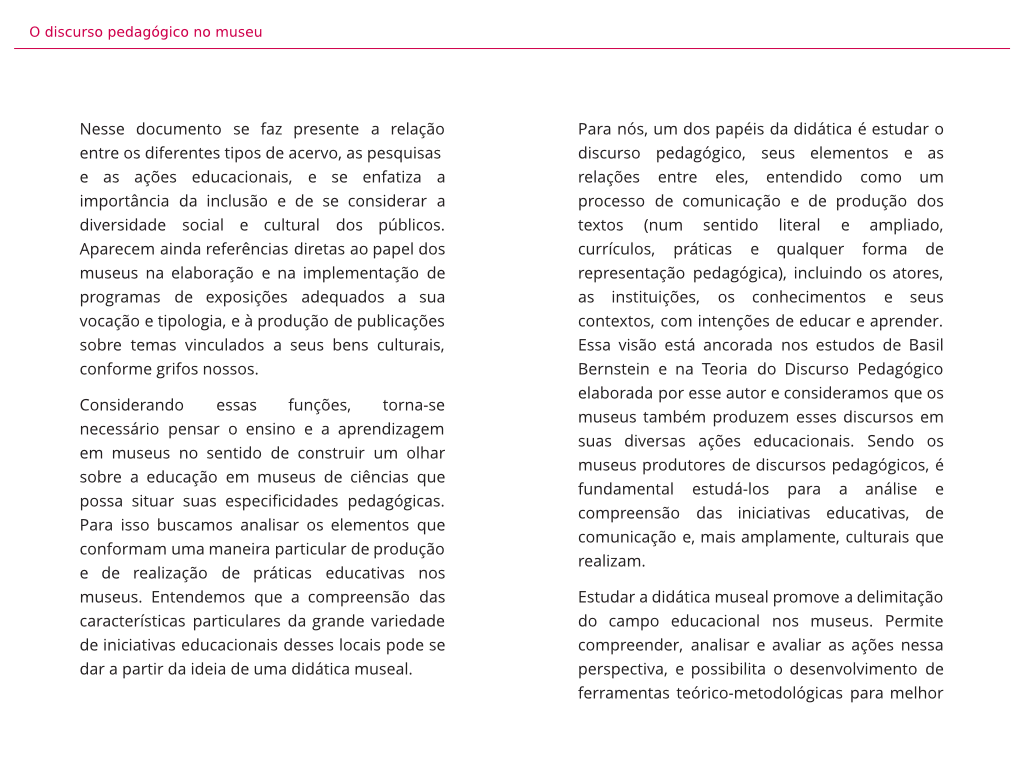 O discurso pedagógico no museu
Nesse documento se faz presente a relação
entre os diferentes tipos de acervo, as pesquisas
e as ações educacionais, e se enfatiza a
importância da inclusão e de se considerar a
diversidade social e cultural dos públicos.
Aparecem ainda referências diretas ao papel dos
museus na elaboração e na implementação de
programas de exposições adequados a sua
vocação e tipologia, e à produção de publicações
sobre temas vinculados a seus bens culturais,
conforme grifos nossos.
Considerando essas funções, torna-se
necessário pensar o ensino e a aprendizagem
em museus no sentido de construir um olhar
sobre a educação em museus de ciências que
possa situar suas especificidades pedagógicas.
Para isso buscamos analisar os elementos que
conformam uma maneira particular de produção
e de realização de práticas educativas nos
museus. Entendemos que a compreensão das
características particulares da grande variedade
de iniciativas educacionais desses locais pode se
dar a partir da ideia de uma didática museal.
Para nós, um dos papéis da didática é estudar o
discurso pedagógico, seus elementos e as
relações entre eles, entendido como um
processo de comunicação e de produção dos
textos (num sentido literal e ampliado,
currículos, práticas e qualquer forma de
representação pedagógica), incluindo os atores,
as instituições, os conhecimentos e seus
contextos, com intenções de educar e aprender.
Essa visão está ancorada nos estudos de Basil
Bernstein e na Teoria do Discurso Pedagógico
elaborada por esse autor e consideramos que os
museus também produzem esses discursos em
suas diversas ações educacionais. Sendo os
museus produtores de discursos pedagógicos, é
fundamental estudá-los para a análise e
compreensão das iniciativas educativas, de
comunicação e, mais amplamente, culturais que
realizam.
Estudar a didática museal promove a delimitação
do campo educacional nos museus. Permite
compreender, analisar e avaliar as ações nessa
perspectiva, e possibilita o desenvolvimento de
ferramentas teórico-metodológicas para melhor